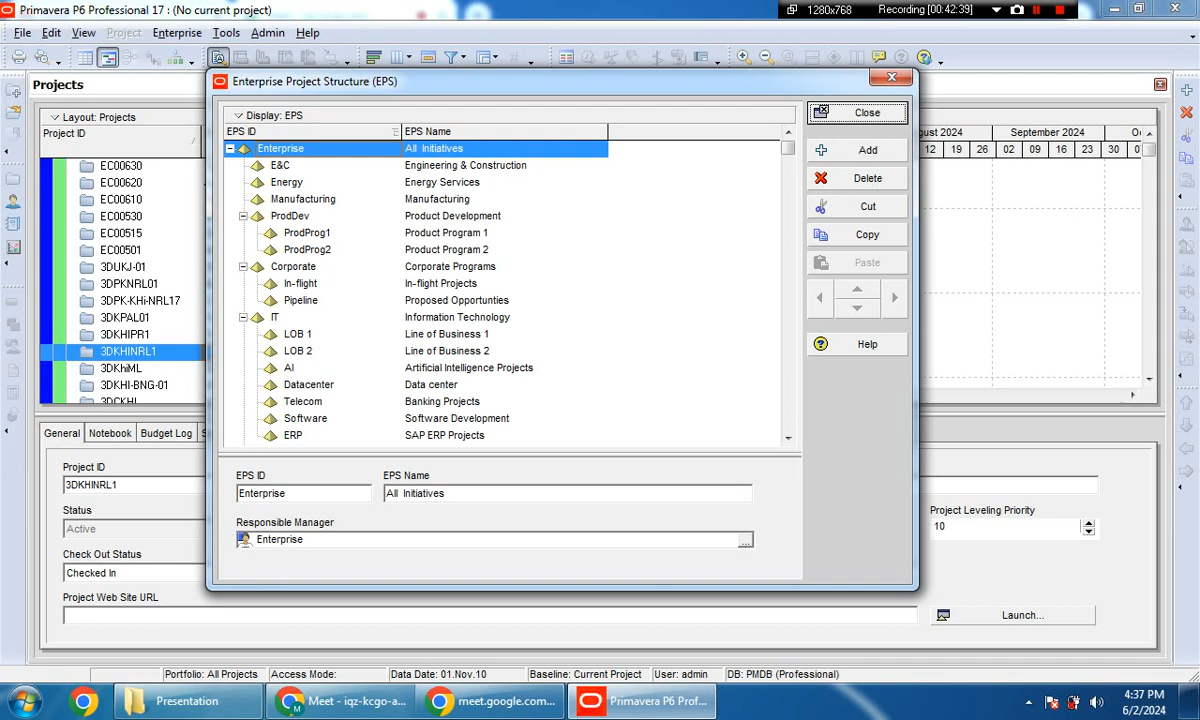 Primavera P6 Professional 17 : (No current project)
1280x768
Recording [00:42:39]
File Edit View Project Enterprise Tools Admin Help
Projects
Layout: Projects
Project ID
EC00630
EC00620
EC00610
EC00530
EC00515
EC00501
3DUKJ-01
3DPKNRL01
3DPK-KHi-NRL17
3DKPAL01
3DKHIPR1
3DKHINRL1
3DKhiML
3DKHI-BNG-01
3DCKHI
gust 2024 September 2024
12 19 26 02 09 16 23 30
Enterprise Project Structure (EPS)
Display: EPS
EPS ID EPS Name
Enterprise All Initiatives
E&C Engineering & Construction
Energy Energy Services
Manufacturing Manufacturing
ProdDev Product Development
ProdProg1 Product Program 1
ProdProg2 Product Program 2
Corporate Corporate Programs
In-flight In-flight Projects
Pipeline Proposed Opportunties
IT Information Technology
LOB 1 Line of Business 1
LOB 2 Line of Business 2
AI Artificial Intelligence Projects
Datacenter Data center
Telecom Banking Projects
Software Software Development
ERP SAP ERP Projects
EPS ID EPS Name
Enterprise All Initiatives
Responsible Manager
Enterprise
...
Close
Add
Delete
Cut
Copy
Paste
Help
General Notebook Budget Log
Project ID
3DKHINRL1
Status
Active
Check Out Status
Checked In
Project Web Site URL
Project Leveling Priority
10
Launch...
Portfolio: All Projects Access Mode: Data Date: 01.Nov.10 Baseline: Current Project User: admin DB: PMDB (Professional)
Presentation
Meet - iqz-kcgo-a...
meet.google.com...
Primavera P6 Prof...
4:37 PM
6/2/2024